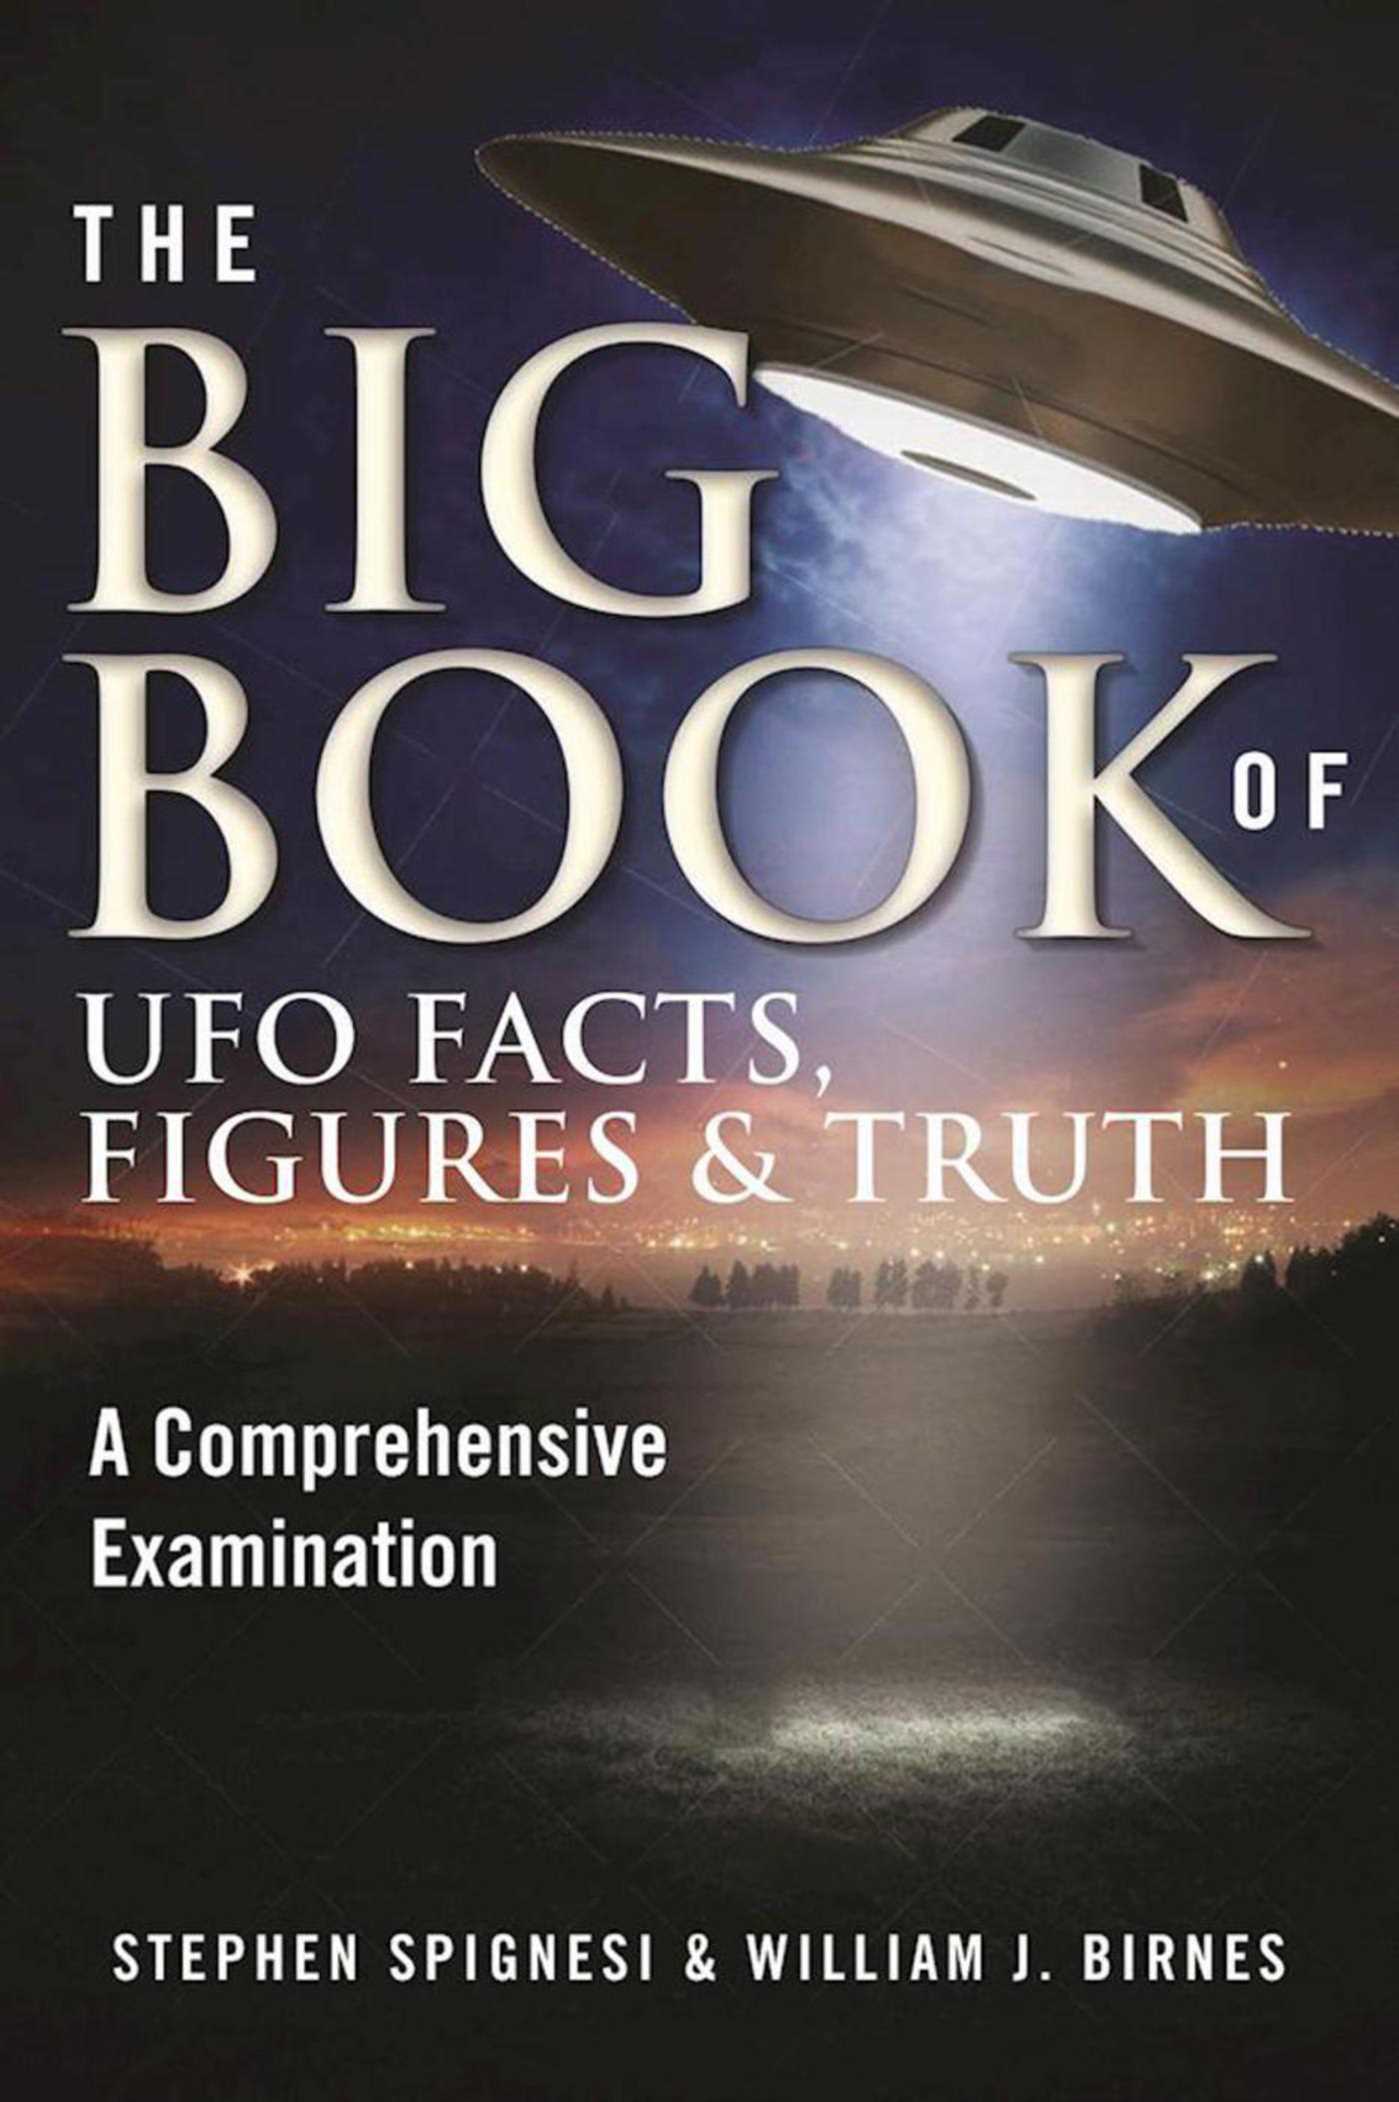 THE
BIG
BOOK OF
UFO FACTS,
FIGURES & TRUTH
A Comprehensive
Examination
STEPHEN SPIGNESI & WILLIAM J. BIRNES